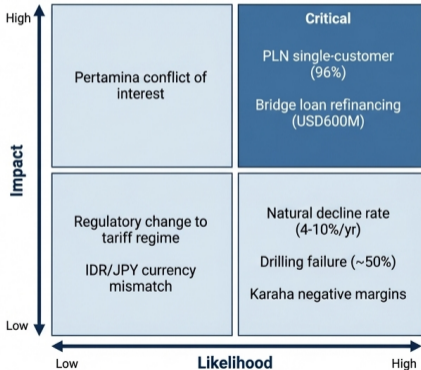 High
Critical
PLN single-customer
(96%)
Bridge loan refinancing
(USD600M)
Pertamina conflict of
interest
Impact
Regulatory change to
tariff regime
IDR/JPY currency
mismatch
Natural decline rate
(4-10%/yr)
Drilling failure (~50%)
Karaha negative margins
Low
Low
Likelihood
High